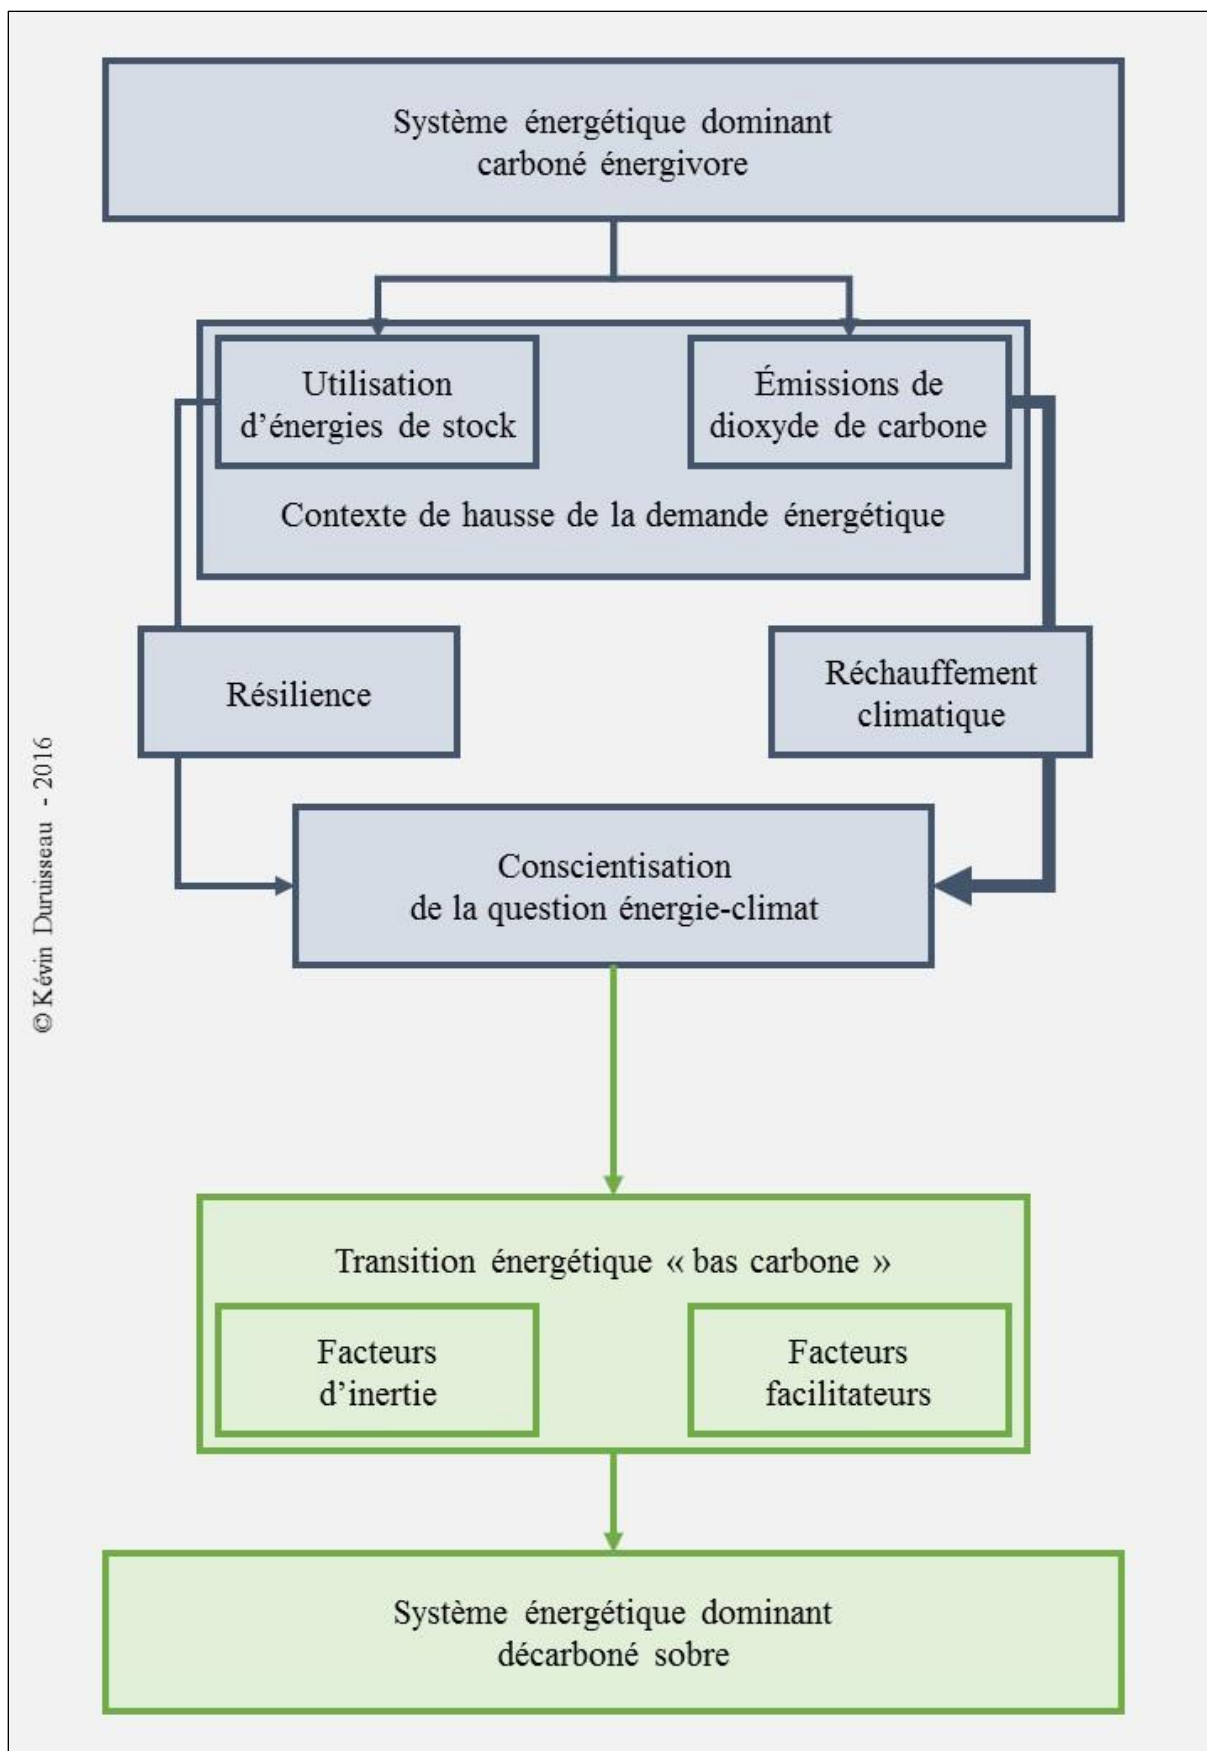 Système énergétique dominant
carboné énergivore
Utilisation
d'énergies de stock
Émissions de
dioxyde de carbone
Contexte de hausse de la demande énergétique
Résilience
Réchauffement
climatique
Conscientisation
de la question énergie-climat
Transition énergétique « bas carbone »
Facteurs
d'inertie
Facteurs
facilitateurs
Système énergétique dominant
décarboné sobre
© Kévin Duruisseau - 2016